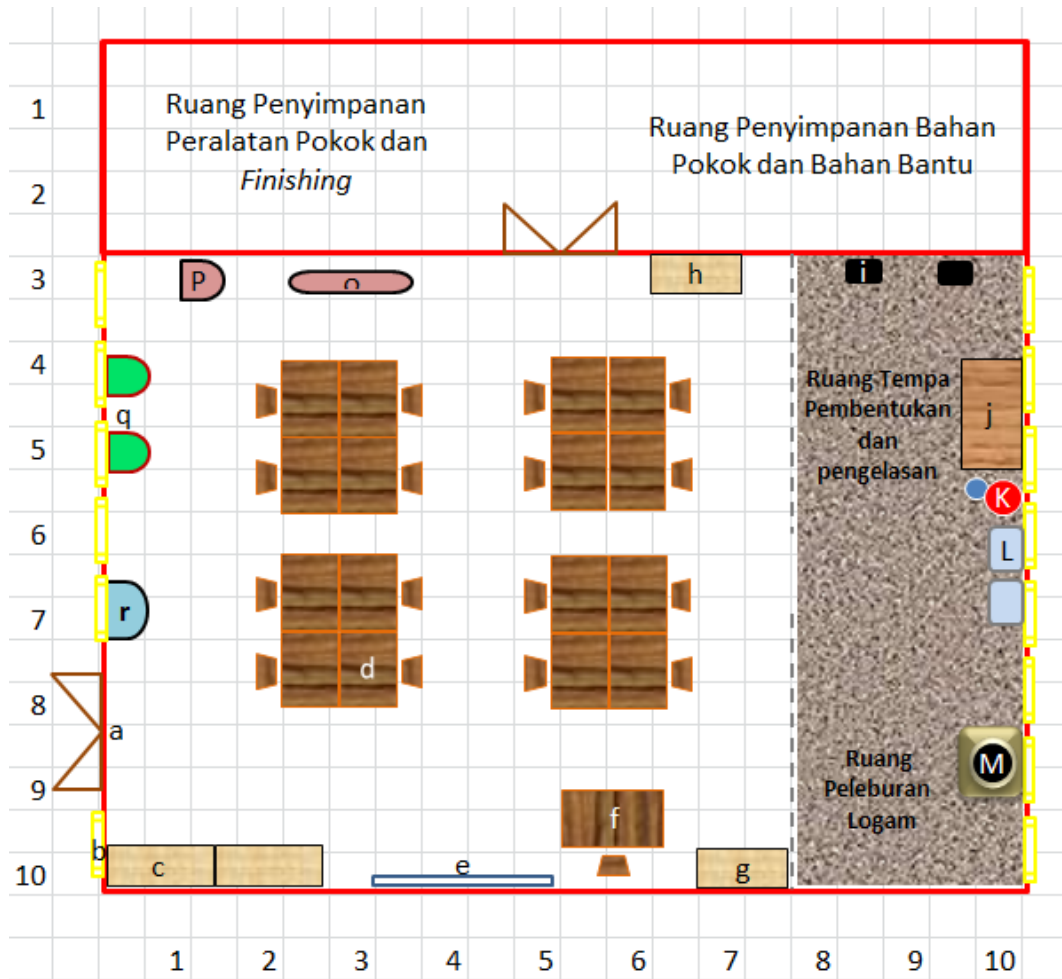 1
Ruang Penyimpanan
Peralatan Pokok dan
Finishing
Ruang Penyimpanan Bahan
Pokok dan Bahan Bantu
2
3
P
o
h
i
4
q
Ruang Tempa
Pembentukan
dan
pengelasan
j
5
K
6
L
7
r
d
8
a
9
Ruang
Peleburan
Logam
M
f
b
c
e
g
10
1 2 3 4 5 6 7 8 9 10